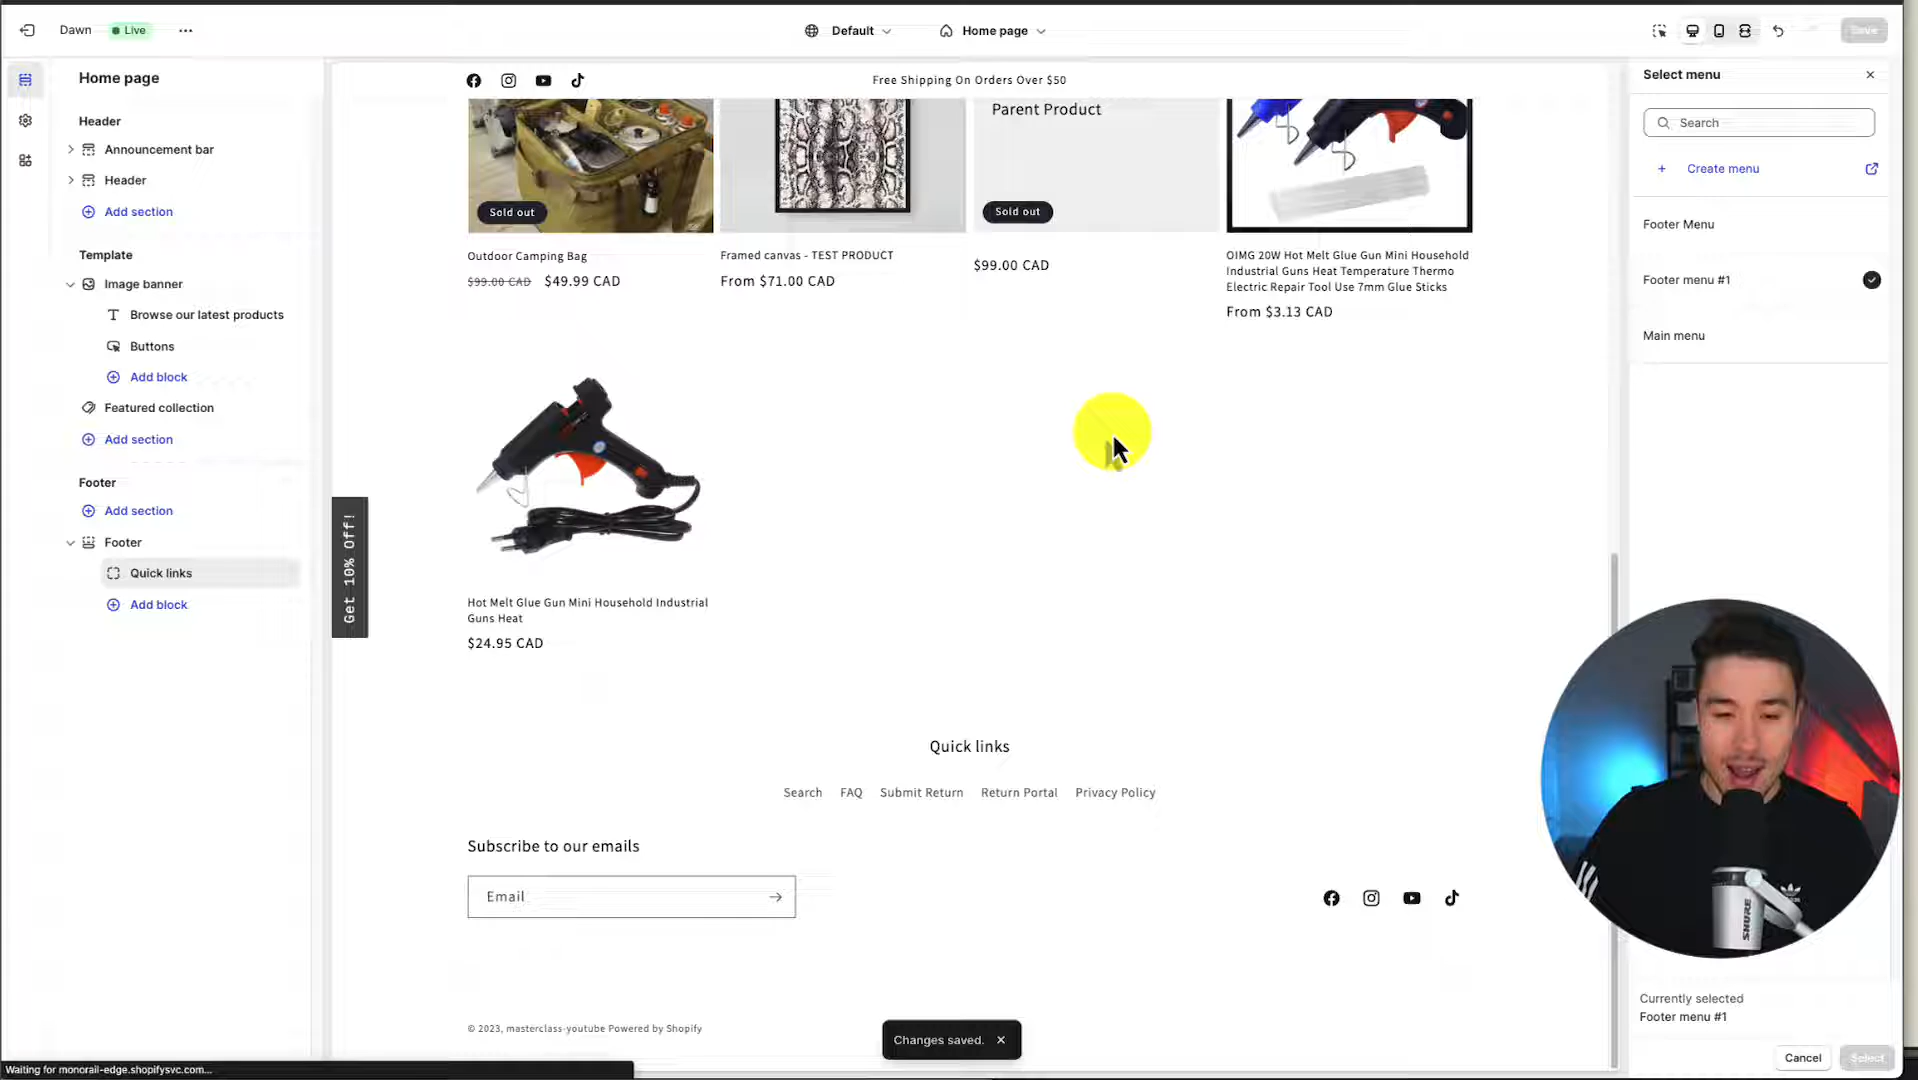 Dawn
Live
Default
Home page
Save
Home page
Header
Announcement bar
Header
Add section
Template
Image banner
Browse our latest products
Buttons
Add block
Featured collection
Add section
Footer
Add section
Footer
Quick links
Add block
Free Shipping On Orders Over $50
Sold out
Outdoor Camping Bag
$99.00 CAD $49.99 CAD
Framed canvas - TEST PRODUCT
From $71.00 CAD
Parent Product
Sold out
$99.00 CAD
OIMG 20W Hot Melt Glue Gun Mini Household
Industrial Guns Heat Temperature Thermo
Electric Repair Tool Use 7mm Glue Sticks
From $3.13 CAD
Get 10% Off!
Hot Melt Glue Gun Mini Household Industrial
Guns Heat
$24.95 CAD
Quick links
Search FAQ Submit Return Return Portal Privacy Policy
Subscribe to our emails
Email
© 2023, masterclass-youtube Powered by Shopify
Changes saved.
Select menu
Search
Create menu
Footer Menu
Footer menu #1
Main menu
SHURE
Currently selected
Footer menu #1
Cancel
Select
Waiting for monorail-edge.shopifysvc.com...